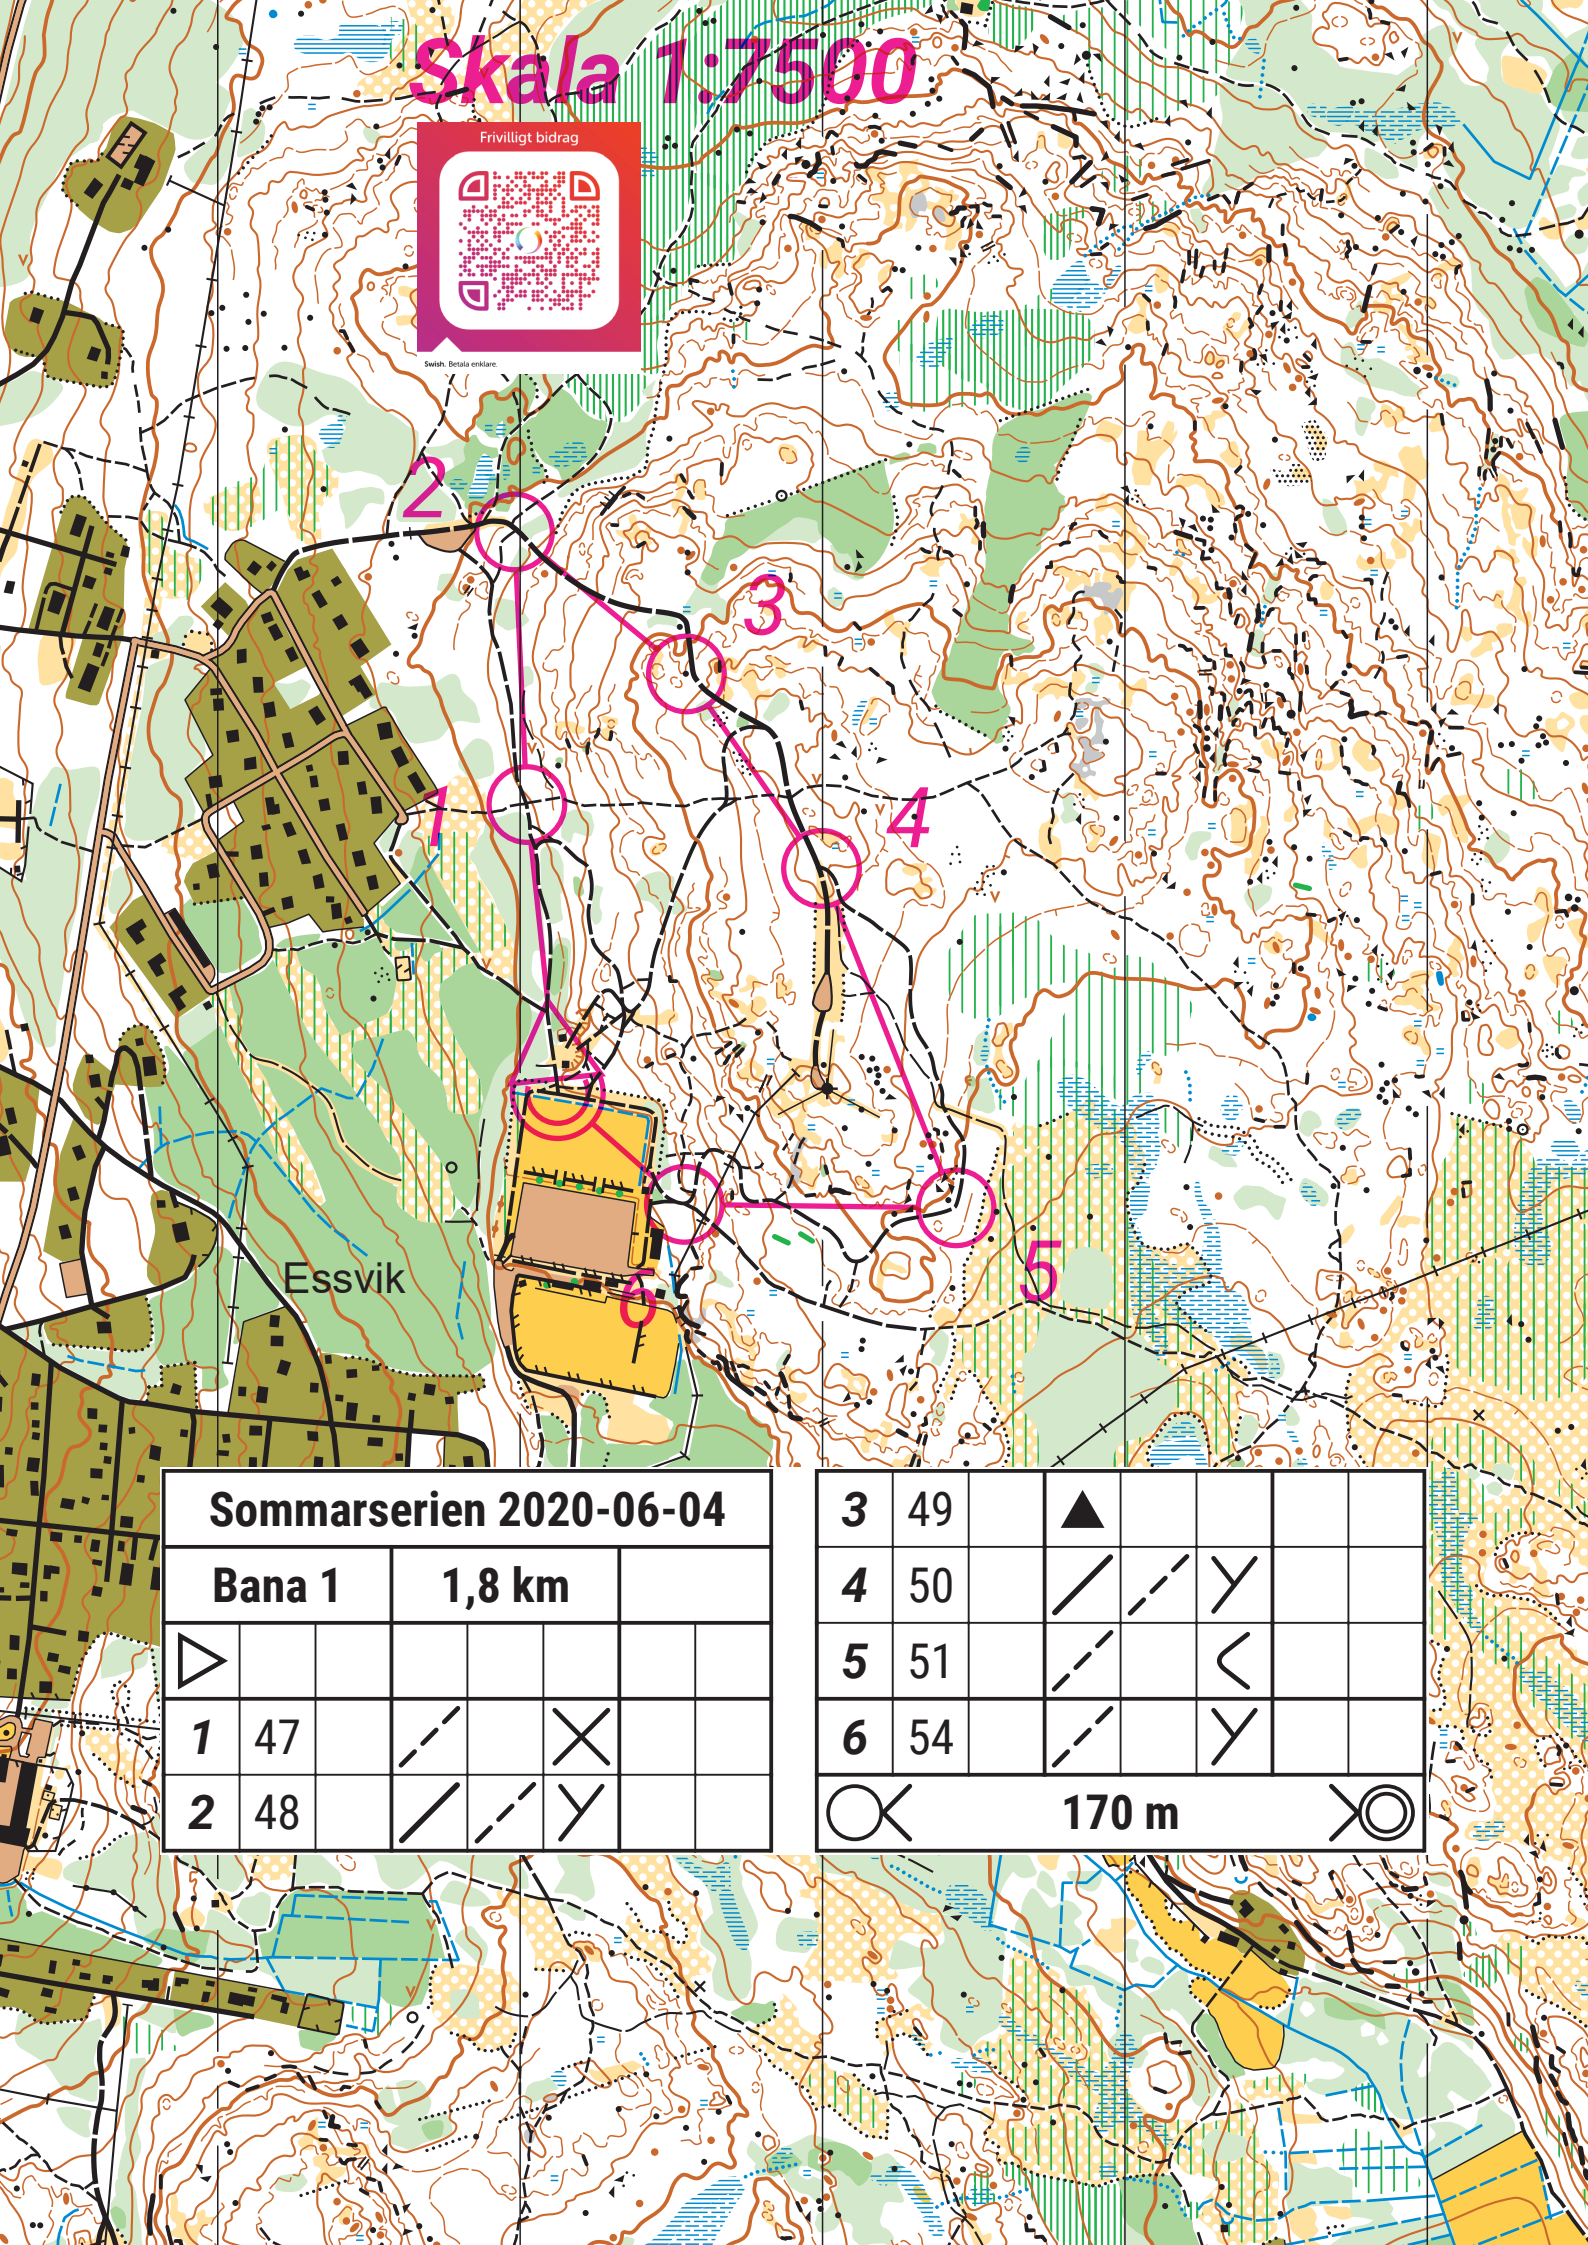 Skala 1:7500
Frivilligt bidrag
Swish. Betala enklare.
2
3
1
4
5
6
Essvik
Sommarserien 2020-06-04
Bana 1 1,8 km
1 47
2 48
3 49
4 50
5 51
6 54
170 m